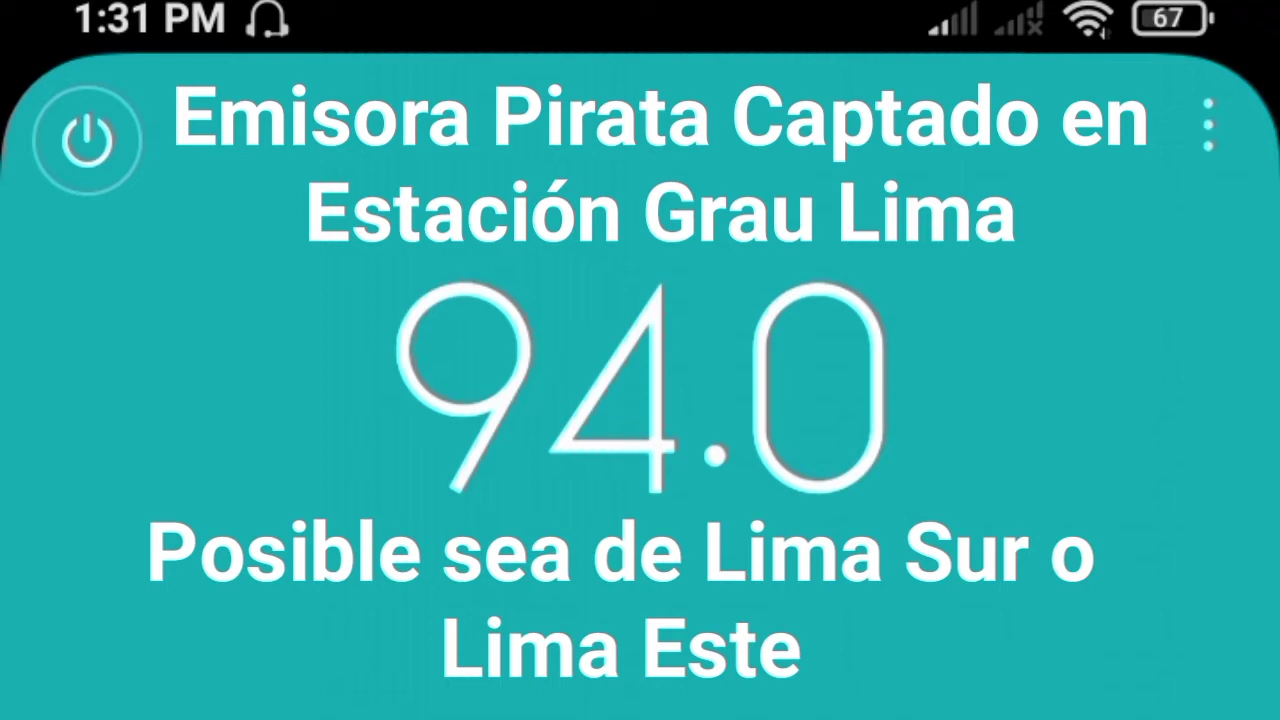 1:31 PM 67
Emisora Pirata Captado en
Estación Grau Lima
94.0
Posible sea de Lima Sur o
Lima Este